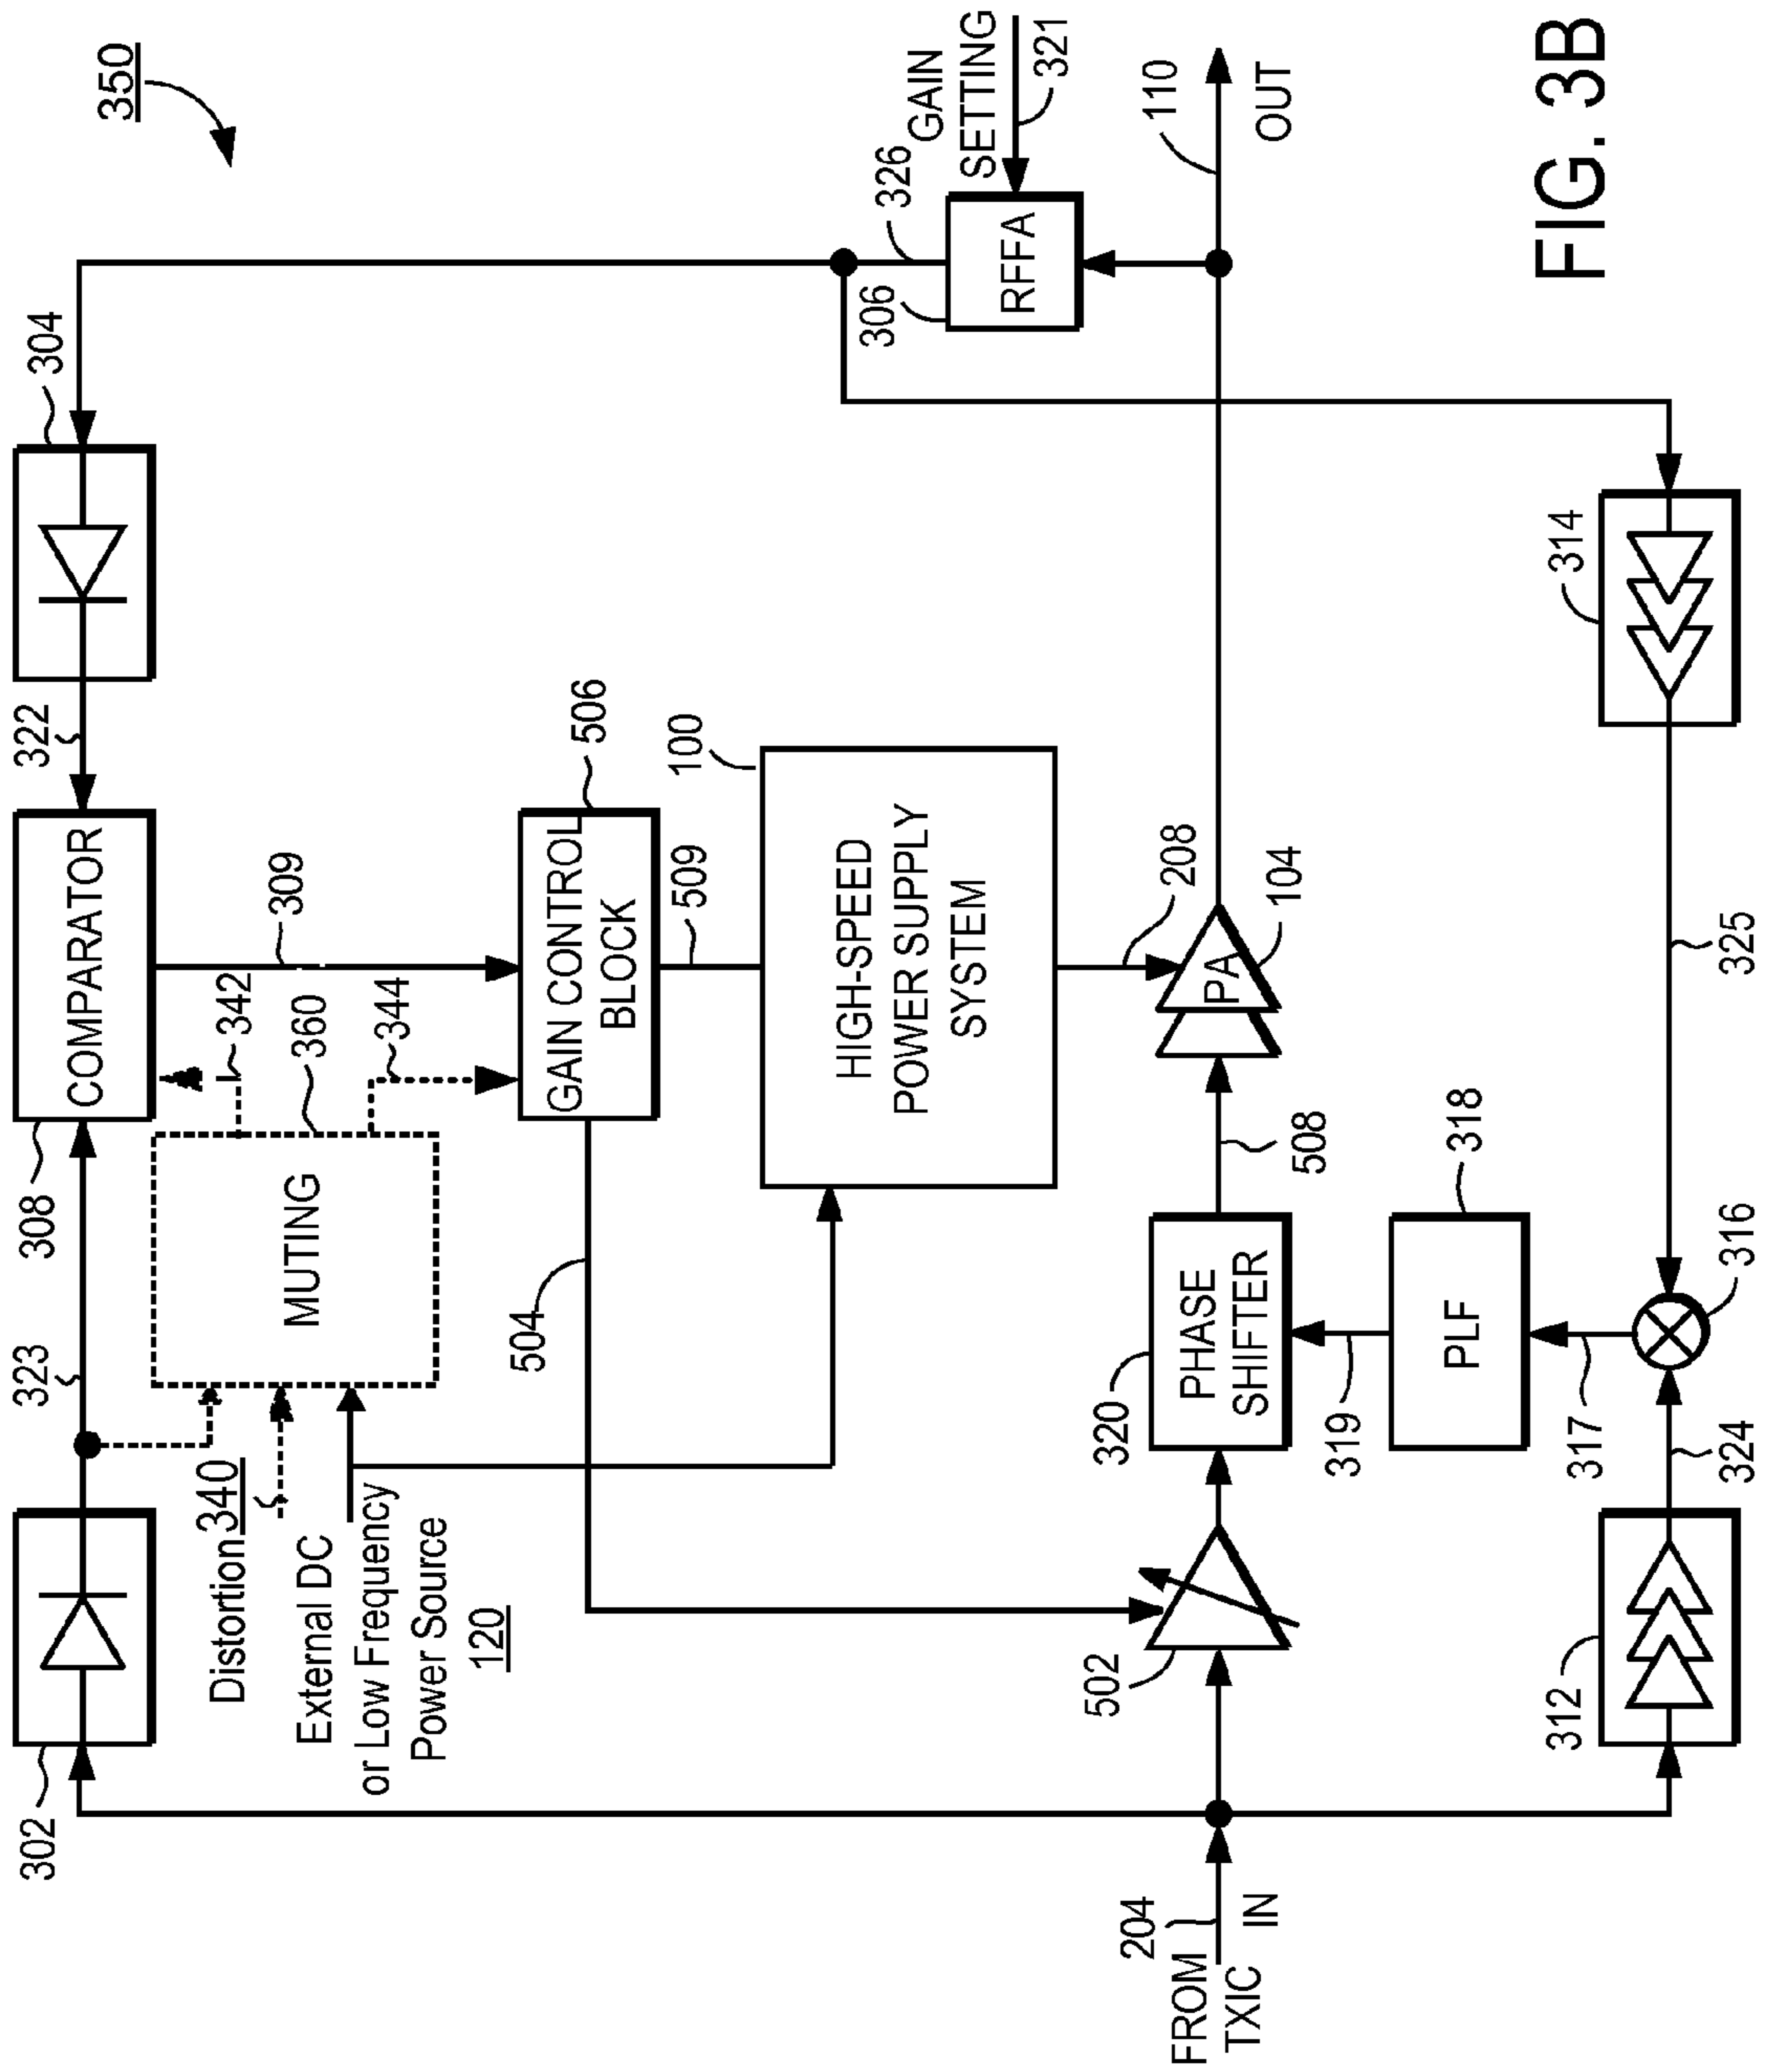 350
302
323
308
COMPARATOR
322
304
Distortion 340
External DC
or Low Frequency
Power Source
120
MUTING
342
360
344
309
504
GAIN CONTROL
BLOCK
506
509
100
HIGH-SPEED
POWER SUPPLY
SYSTEM
208
326
306
RFFA
GAIN
SETTING
321
FROM
TXIC
204
IN
502
320
PHASE
SHIFTER
508
PA
104
110
OUT
319
PLF
318
317
312
324
316
325
314
FIG. 3B